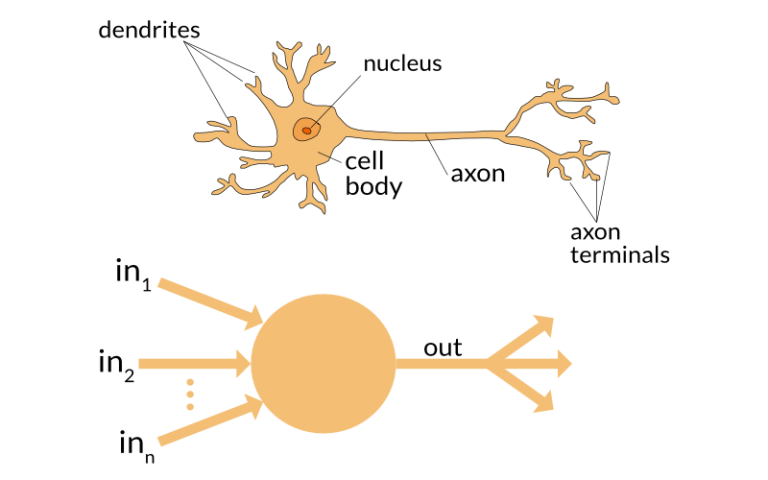 dendrites
nucleus
cell
body
axon
axon
terminals
in1
in2
inn
out